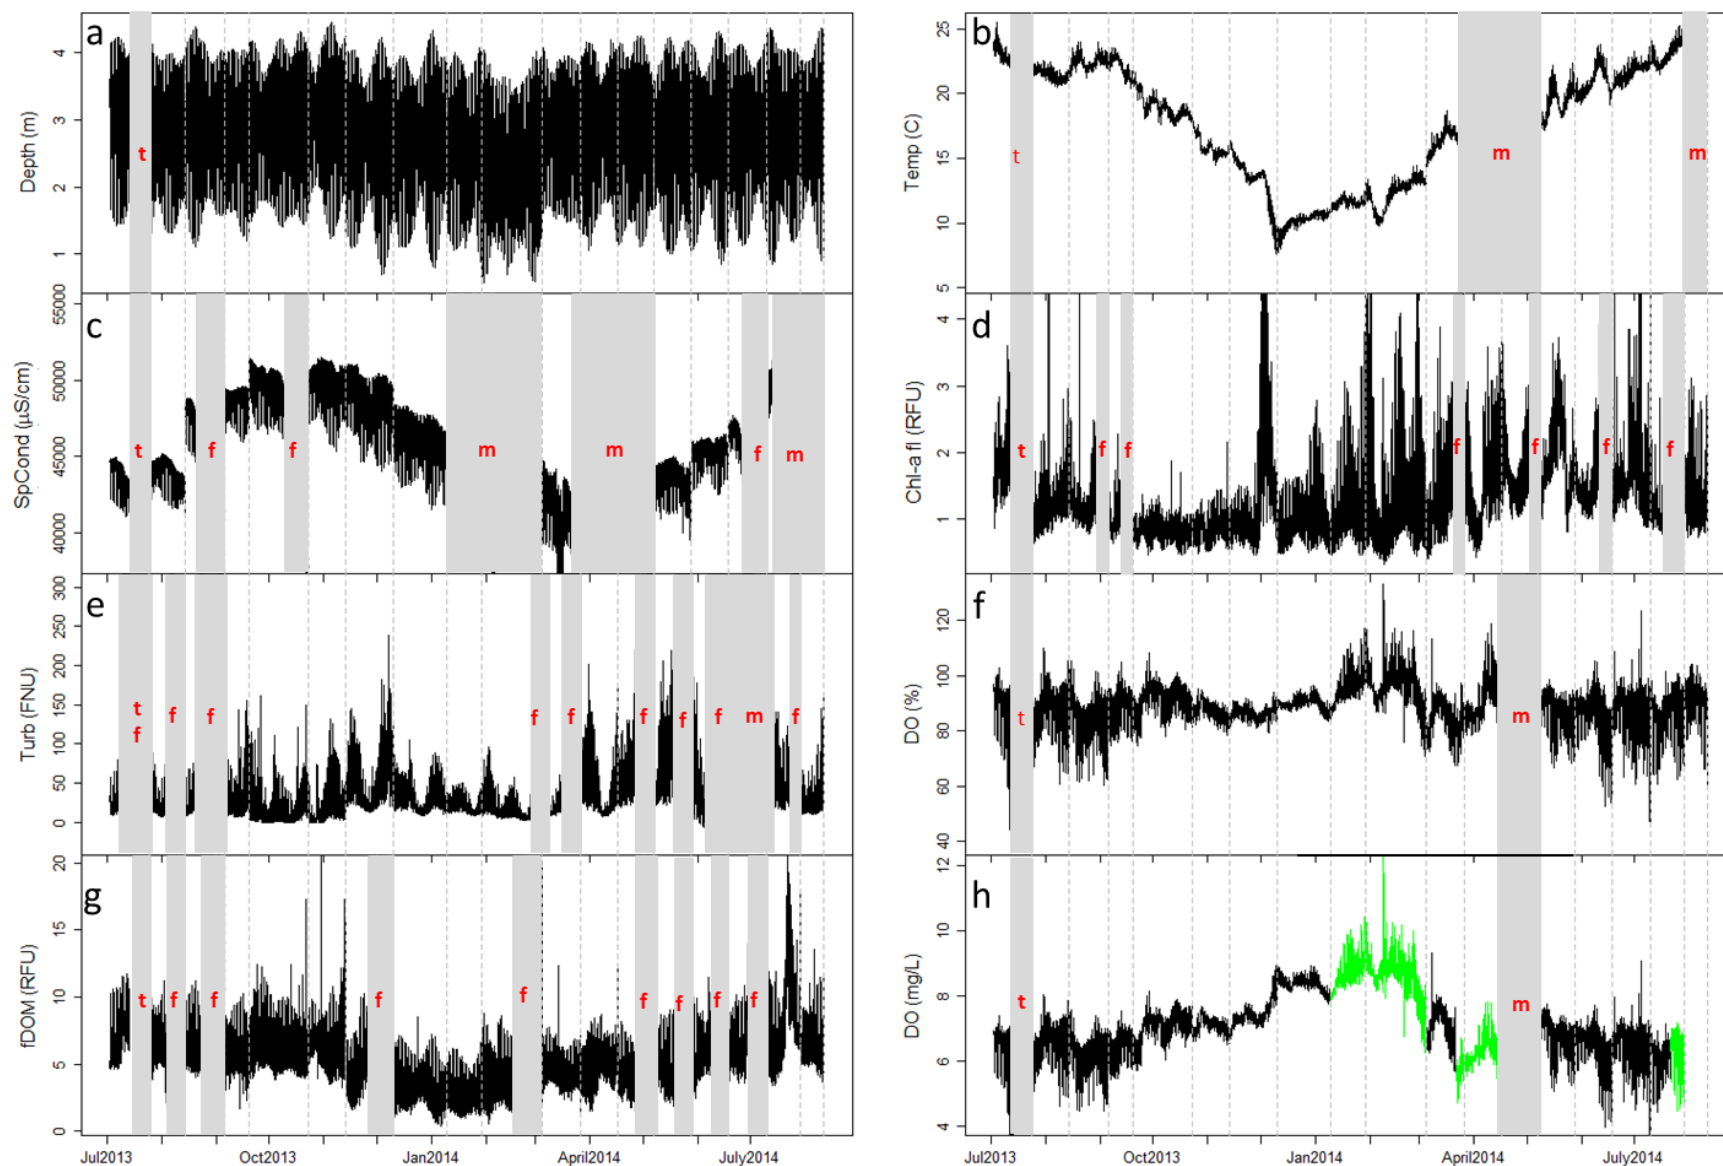 a
Depth (m)
4
3
2
1
t
b
Temp (C)
25
20
15
10
5
t
m
m
c
SpCond (µS/cm)
55000
50000
45000
40000
t
f
f
m
m
f
m
d
Chl-a fl (RFU)
4
3
2
1
t
f
f
f
f
f
f
e
Turb (FNU)
300
250
200
150
100
50
0
t
f
f
f
f
f
f
f
f
m
f
f
DO (%)
120
100
80
60
40
t
m
g
fDOM (RFU)
20
15
10
5
0
t
f
f
f
f
f
f
f
f
Jul2013
Oct2013
Jan2014
April2014
July2014
h
DO (mg/L)
12
10
8
6
4
t
m
Jul2013
Oct2013
Jan2014
April2014
July2014